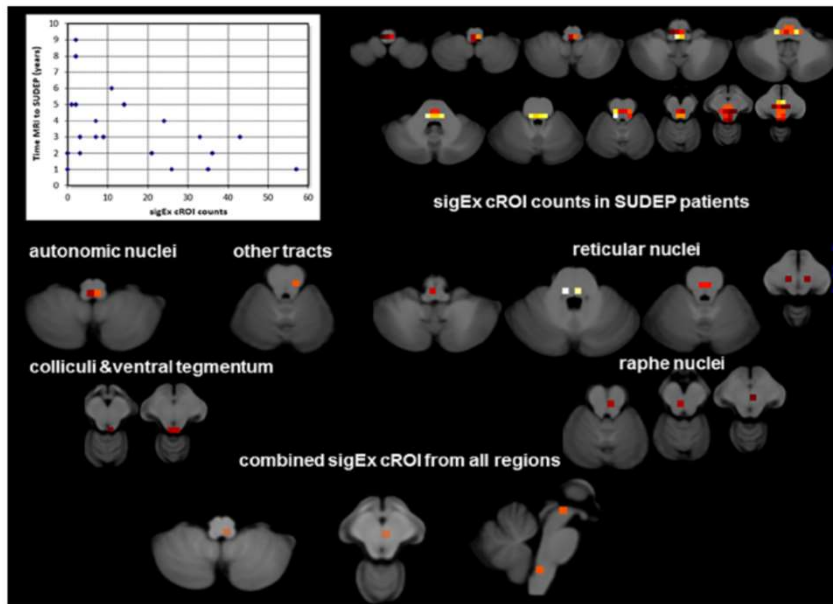 10
9
8
7
6
5
4
3
2
1
0
Time MRI to SUDEP (years)
0 10 20 30 40 50 60
sigEx cROI counts
sigEx cROI counts in SUDEP patients
autonomic nuclei
other tracts
reticular nuclei
colliculi &ventral tegmentum
raphe nuclei
combined sigEx cROI from all regions